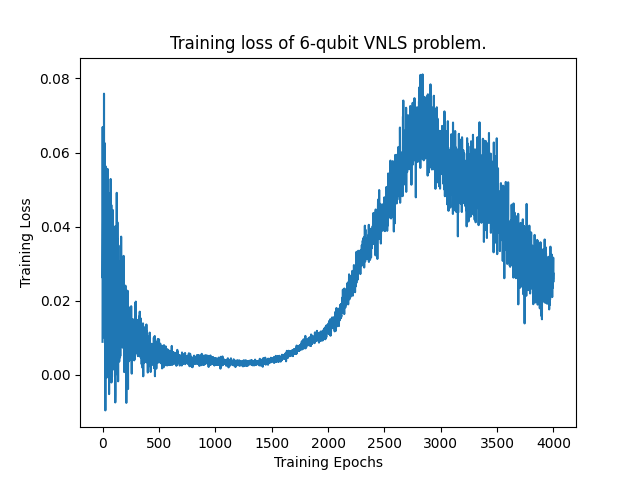 Training loss of 6-qubit VNLS problem.
0.08
0.06
0.04
0.02
0.00
Training Loss
0 500 1000 1500 2000 2500 3000 3500 4000
Training Epochs